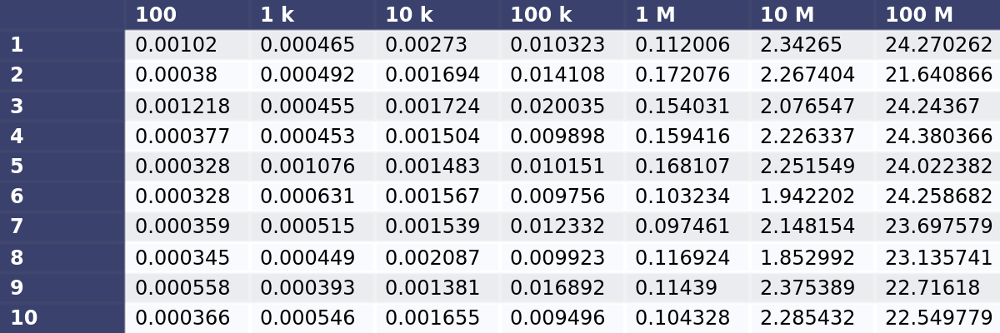 100 1 k 10 k 100 k 1 M 10 M 100 M
1 0.00102 0.000465 0.00273 0.010323 0.112006 2.34265 24.270262
2 0.00038 0.000492 0.001694 0.014108 0.172076 2.267404 21.640866
3 0.001218 0.000455 0.001724 0.020035 0.154031 2.076547 24.24367
4 0.000377 0.000453 0.001504 0.009898 0.159416 2.226337 24.380366
5 0.000328 0.001076 0.001483 0.010151 0.168107 2.251549 24.022382
6 0.000328 0.000631 0.001567 0.009756 0.103234 1.942202 24.258682
7 0.000359 0.000515 0.001539 0.012332 0.097461 2.148154 23.697579
8 0.000345 0.000449 0.002087 0.009923 0.116924 1.852992 23.135741
9 0.000558 0.000393 0.001381 0.016892 0.11439 2.375389 22.71618
10 0.000366 0.000546 0.001655 0.009496 0.104328 2.285432 22.549779